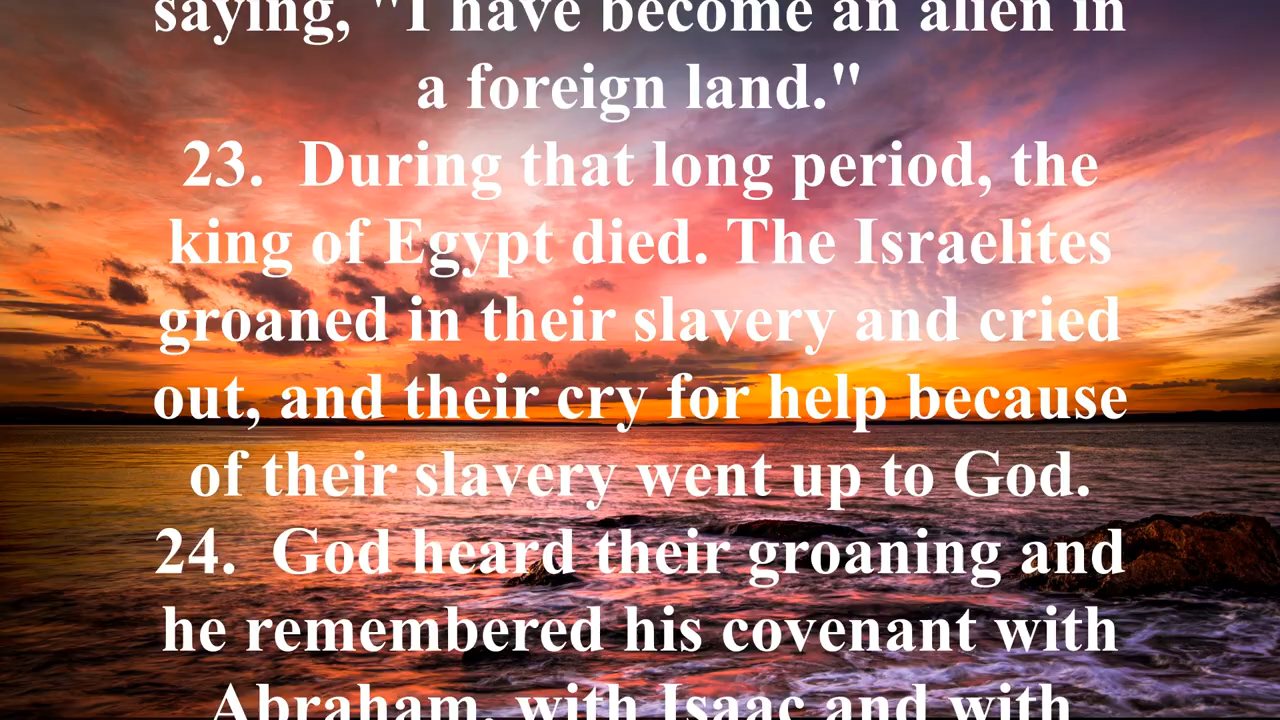 saying, "I have become an alien in
a foreign land."
23.  During that long period, the
king of Egypt died. The Israelites
groaned in their slavery and cried
out, and their cry for help because
of their slavery went up to God.
24.  God heard their groaning and
he remembered his covenant with
Abraham, with Isaac and with